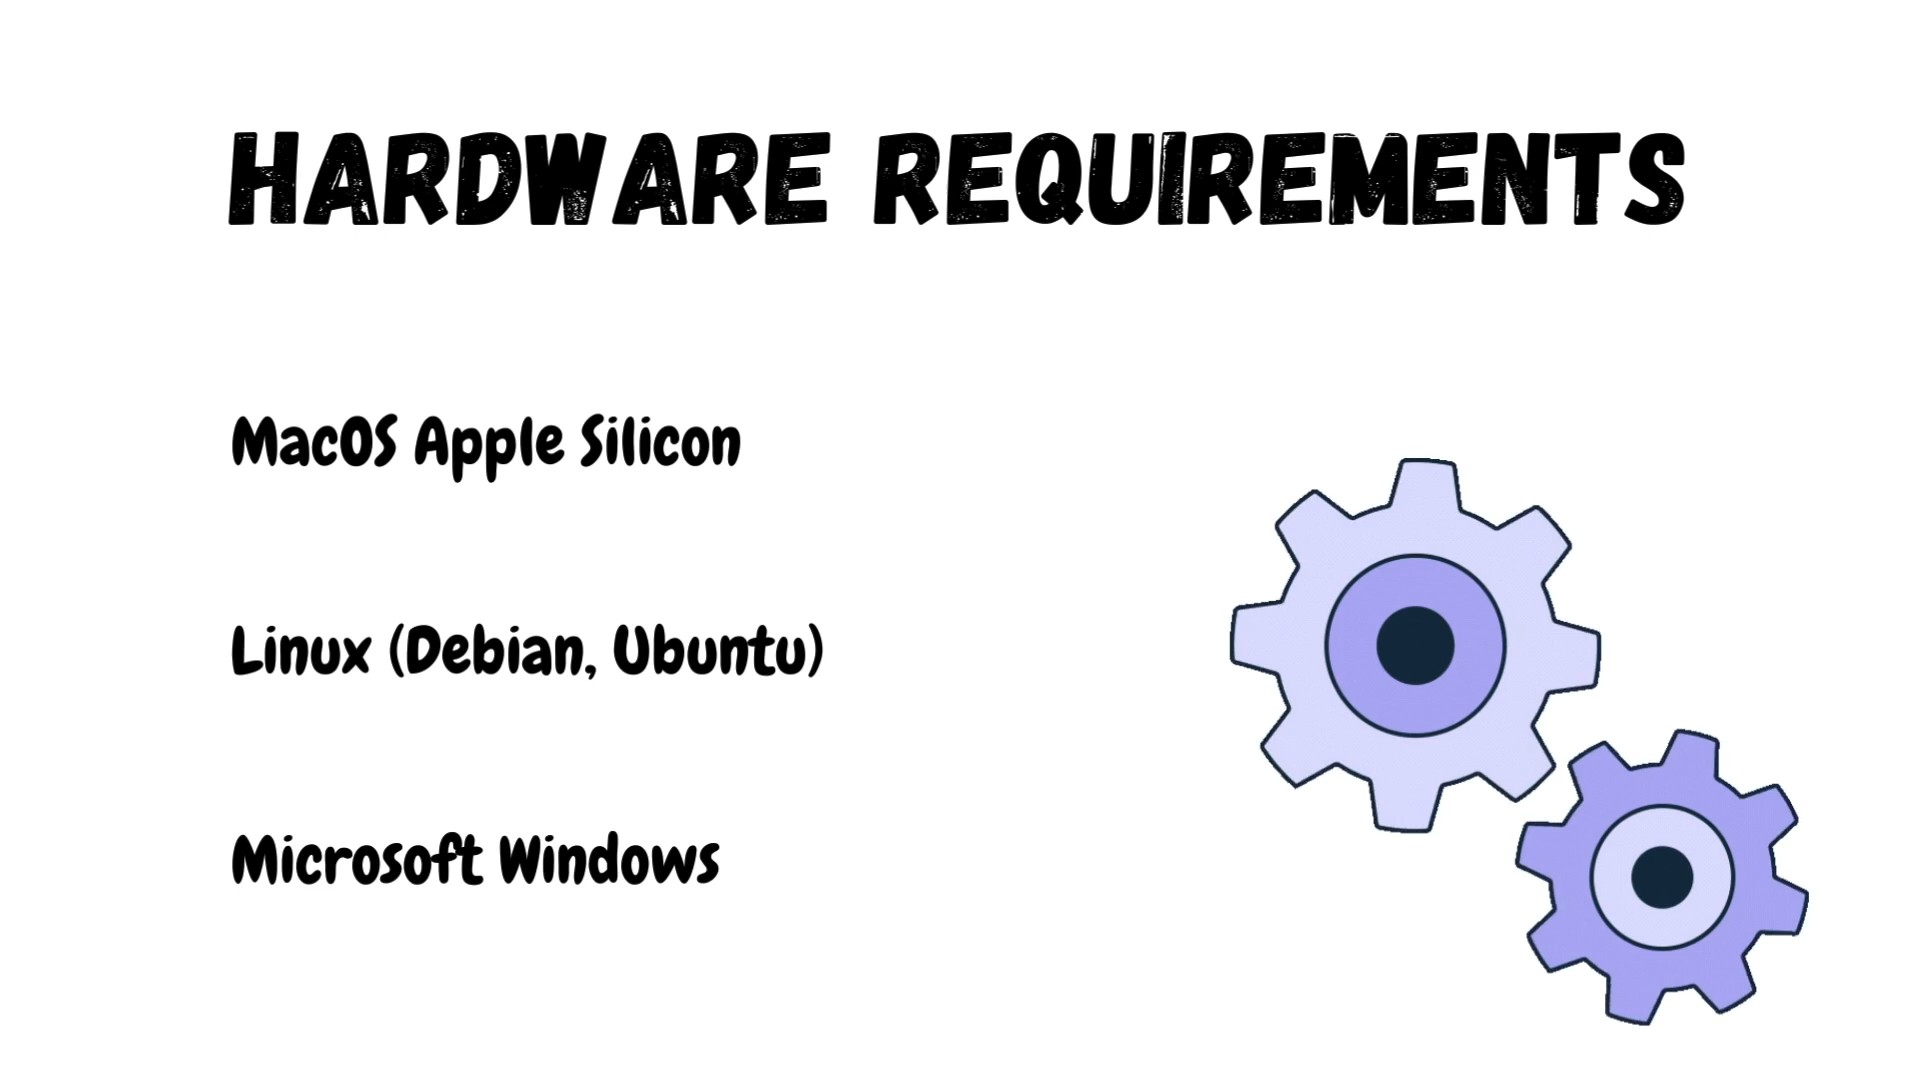 HARDWARE REQUIREMENTS
MacOS Apple Silicon
Linux (Debian, Ubuntu)
Microsoft Windows